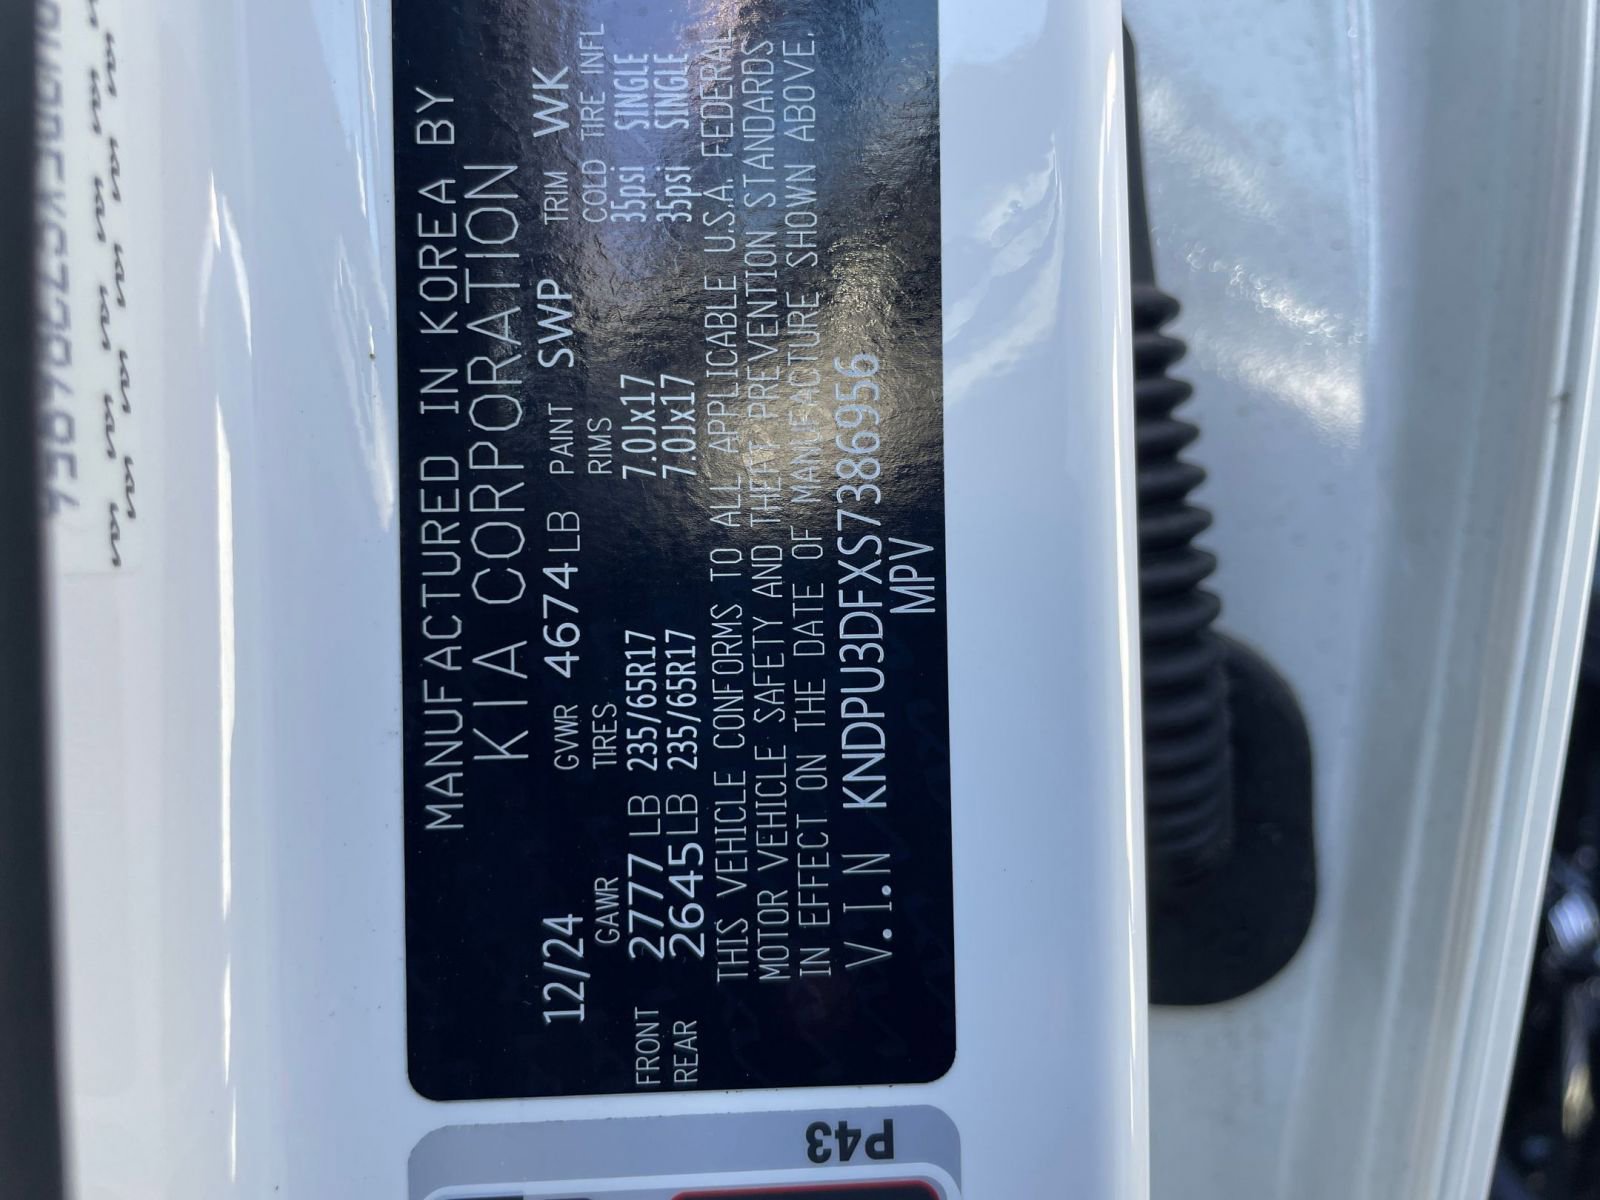 MANUFACTURED IN KOREA BY
KIA CORPORATION
12/24 GVWR 4674LB PAINT SWP TRIM WK
GAWR TIRES RIMS COLD TIRE INFL
FRONT 2777 LB 235/65R17 7.0Jx17 35psi SINGLE
REAR 2645LB 235/65R17 7.0Jx17 35psi SINGLE
THIS VEHICLE CONFORMS TO ALL APPLICABLE U.S.A. FEDERAL
MOTOR VEHICLE SAFETY AND THEFT PREVENTION STANDARDS
IN EFFECT ON THE DATE OF MANUFACTURE SHOWN ABOVE.
V.I.N KNDPU3DFXS7386956
MPV
P43